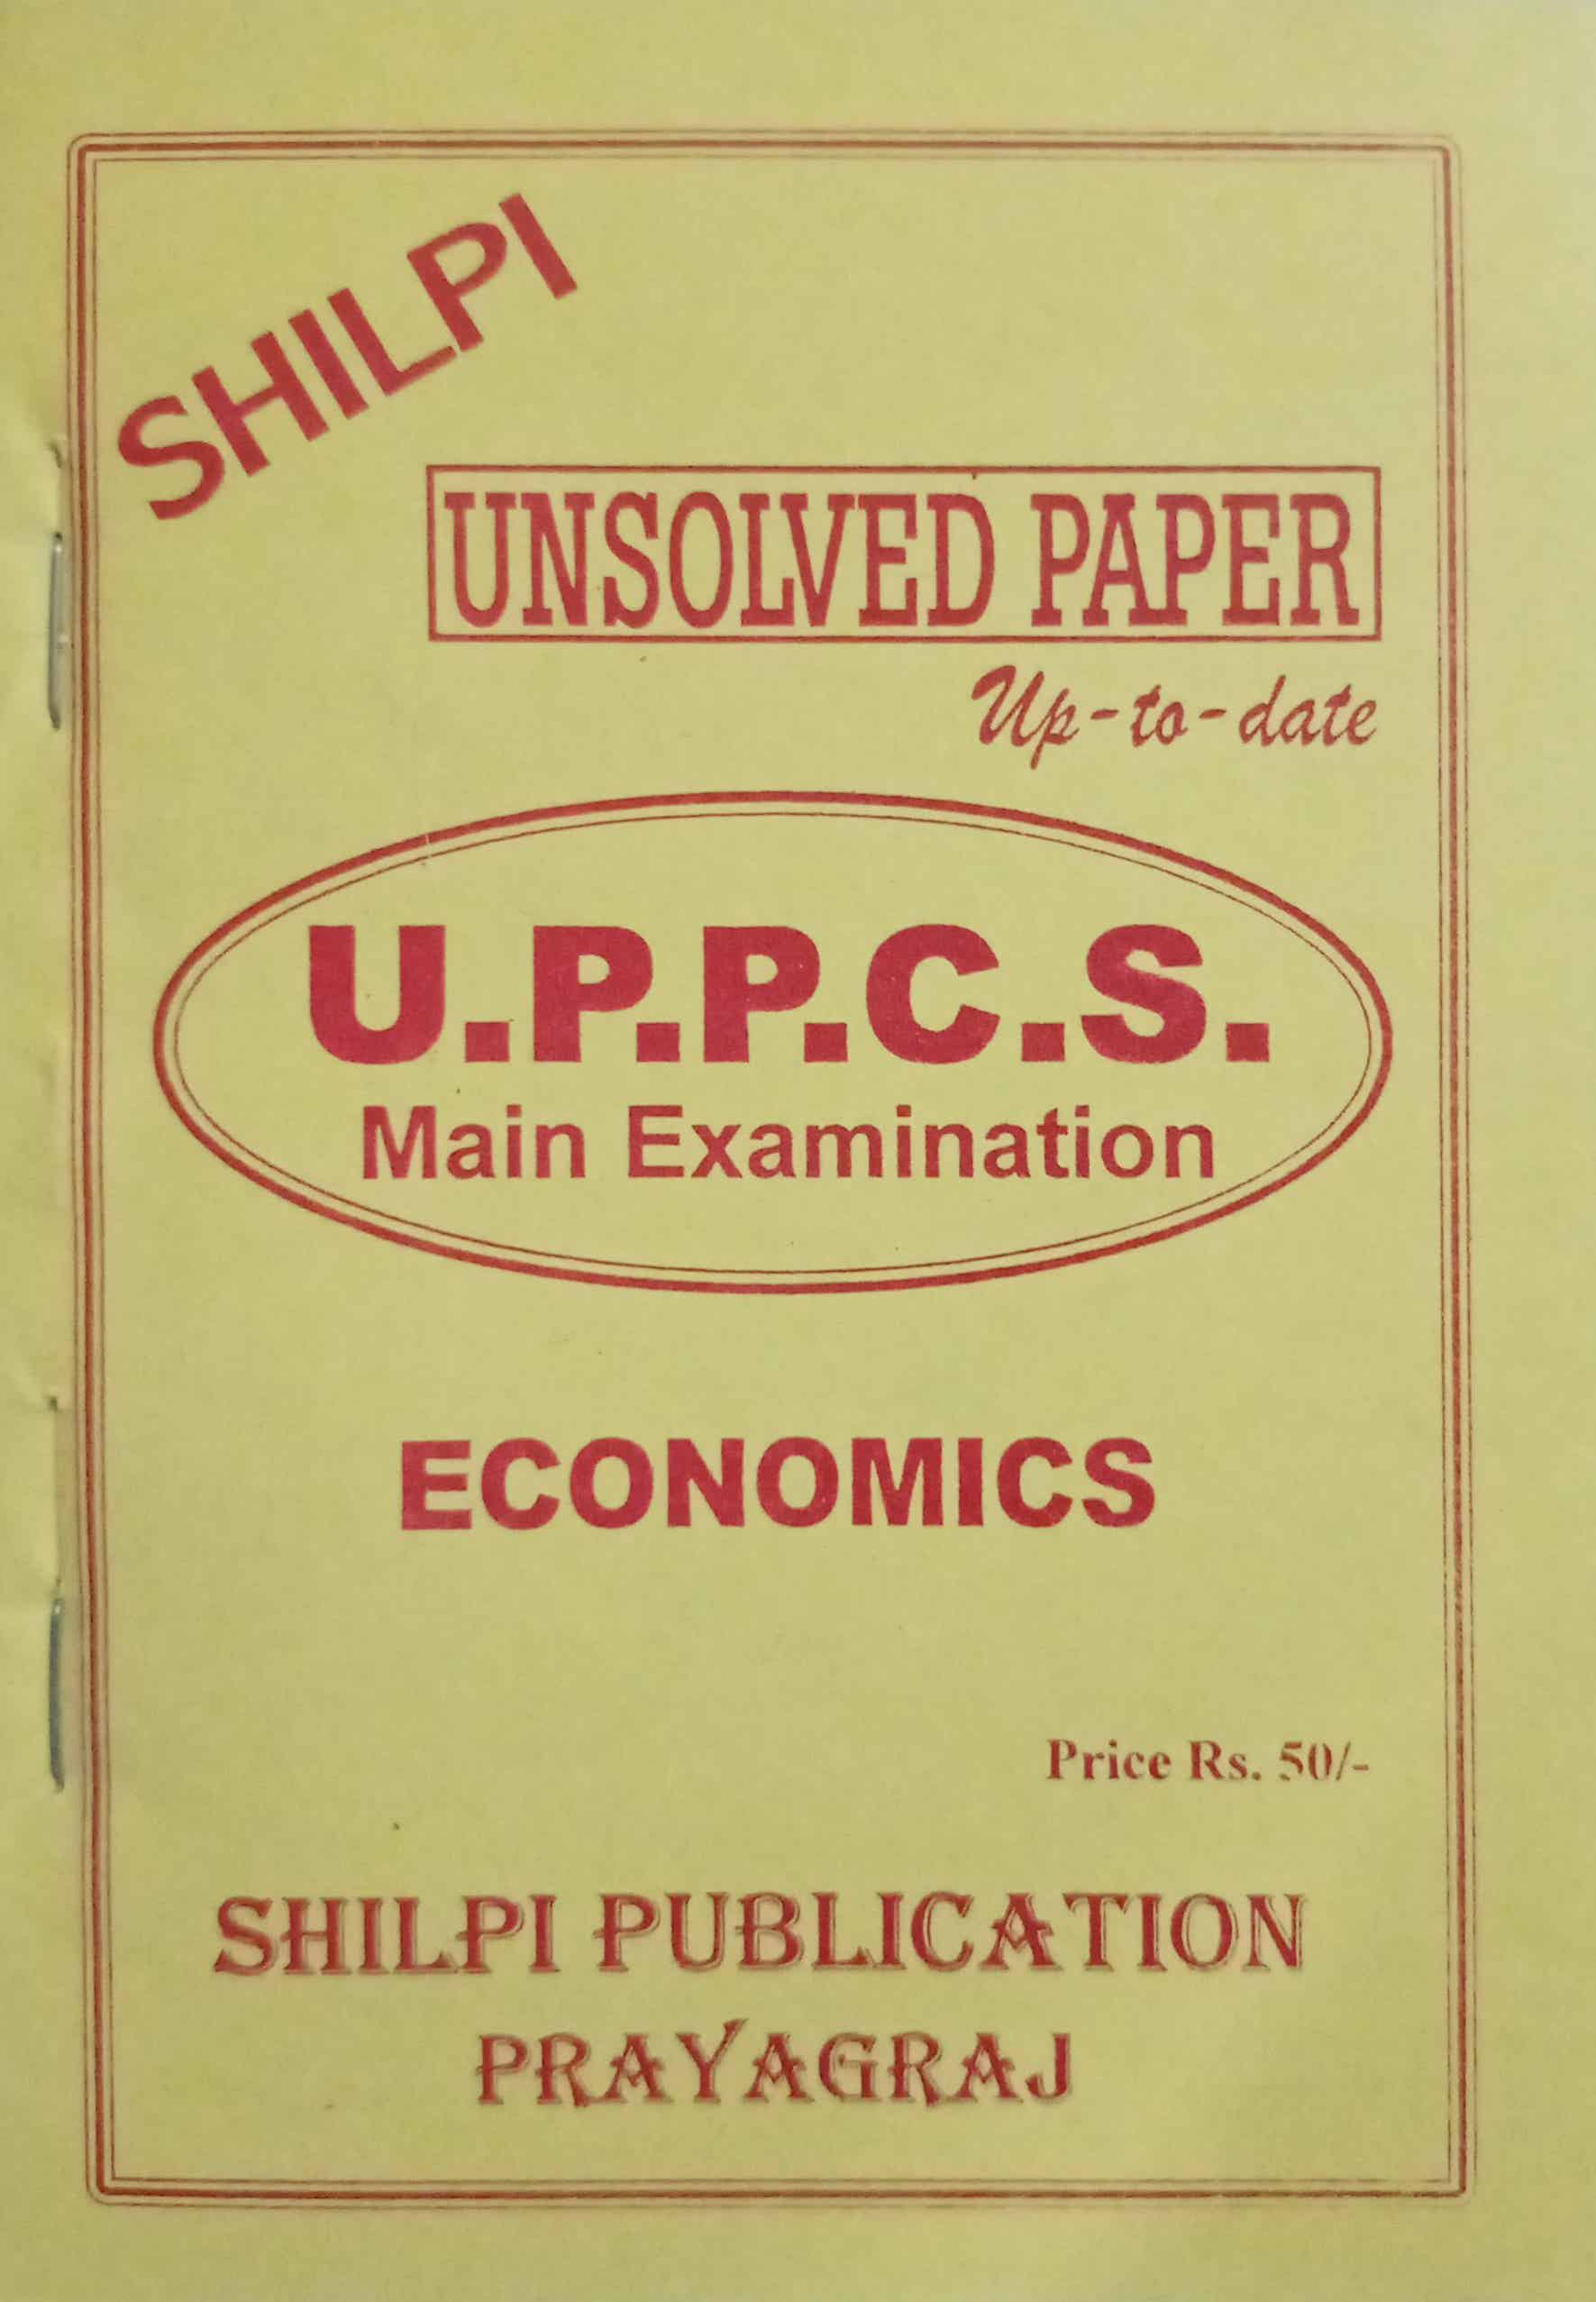 SHILPI
UNSOLVED PAPER
Up-to-date
U.P.P.C.S.
Main Examination
ECONOMICS
Price Rs. 50/-
SHILPI PUBLICATION
PRAYAGRAJ